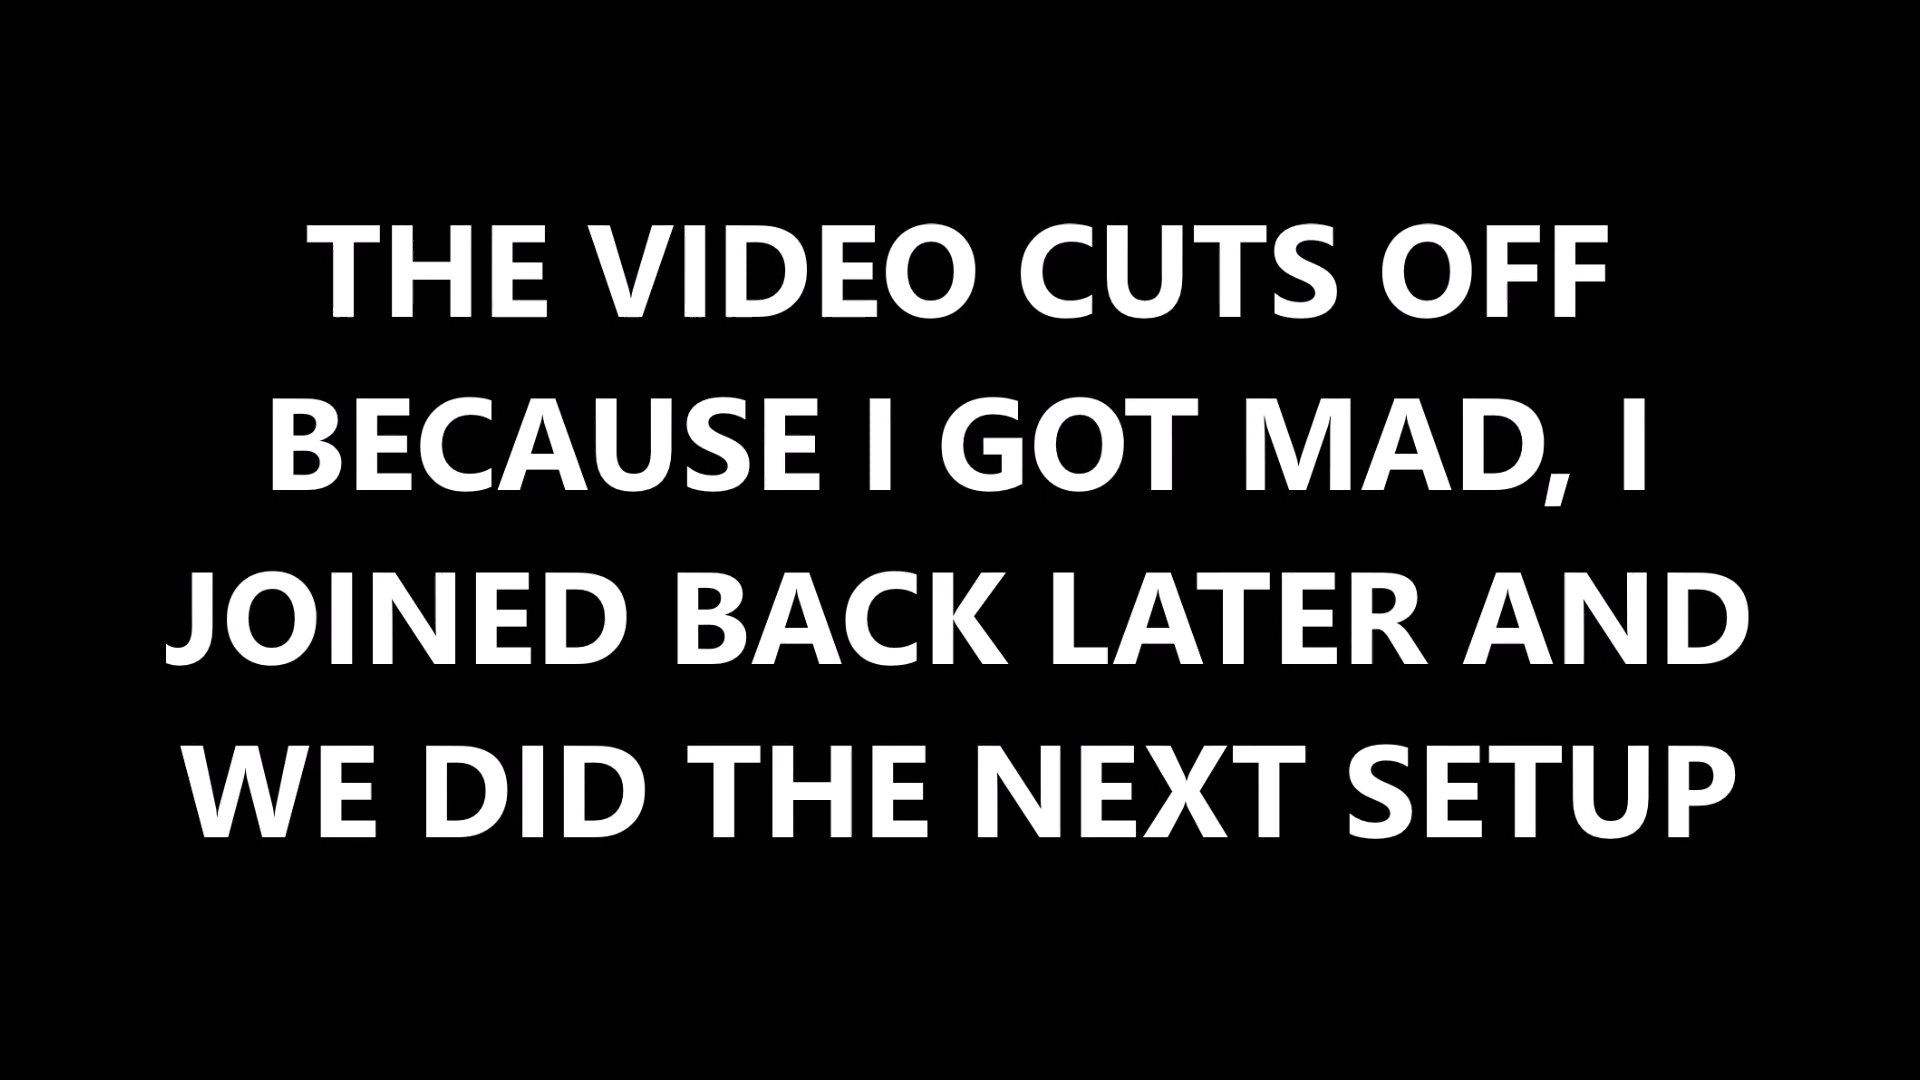 THE VIDEO CUTS OFF
BECAUSE I GOT MAD, I
JOINED BACK LATER AND
WE DID THE NEXT SETUP